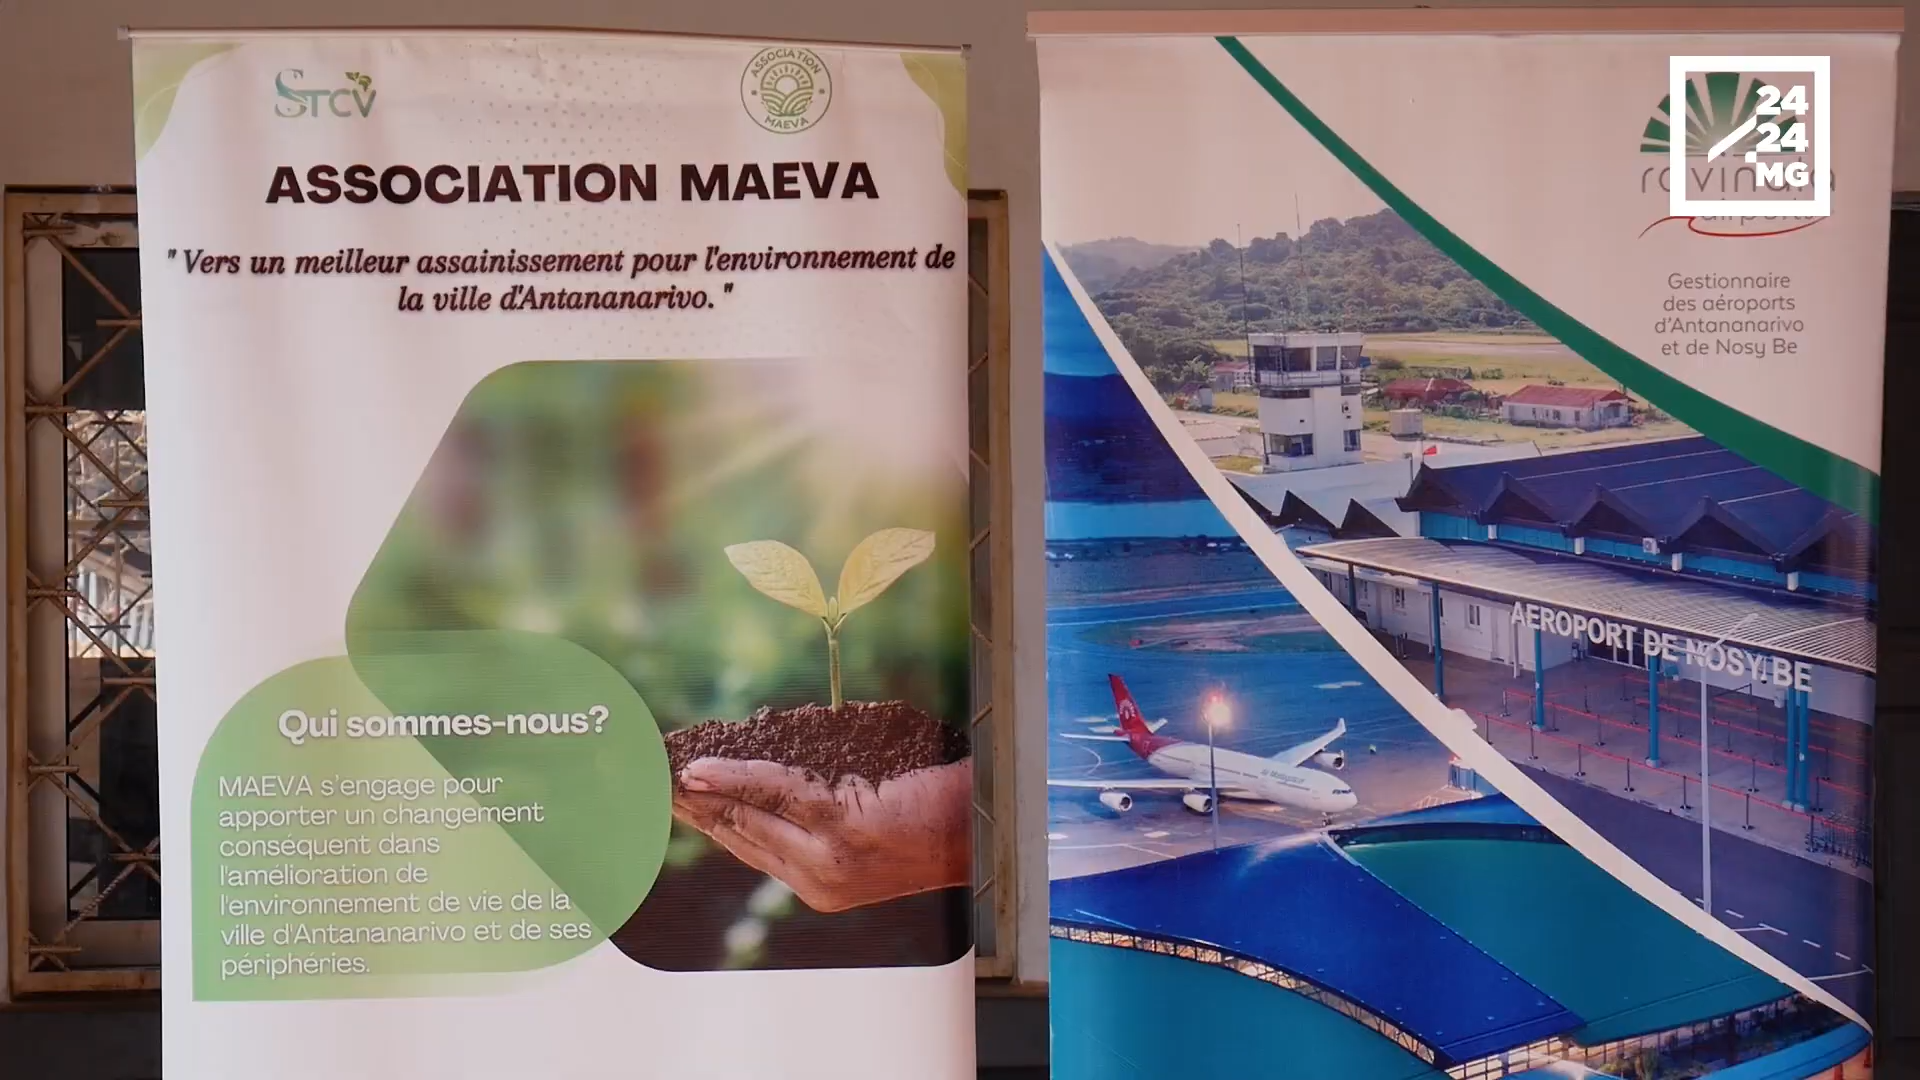 STCV
ASSOCIATION
MAEVA
ASSOCIATION MAEVA
" Vers un meilleur assainissement pour l'environnement de
la ville d'Antananarivo. "
Qui sommes-nous?
MAEVA s'engage pour
apporter un changement
conséquent dans
l'amélioration de
l'environnement de vie de la
ville d'Antananarivo et de ses
périphéries.
24
24
MG
airports
Gestionnaire
des aéroports
d'Antananarivo
et de Nosy Be
AEROPORT DE NOSY BE